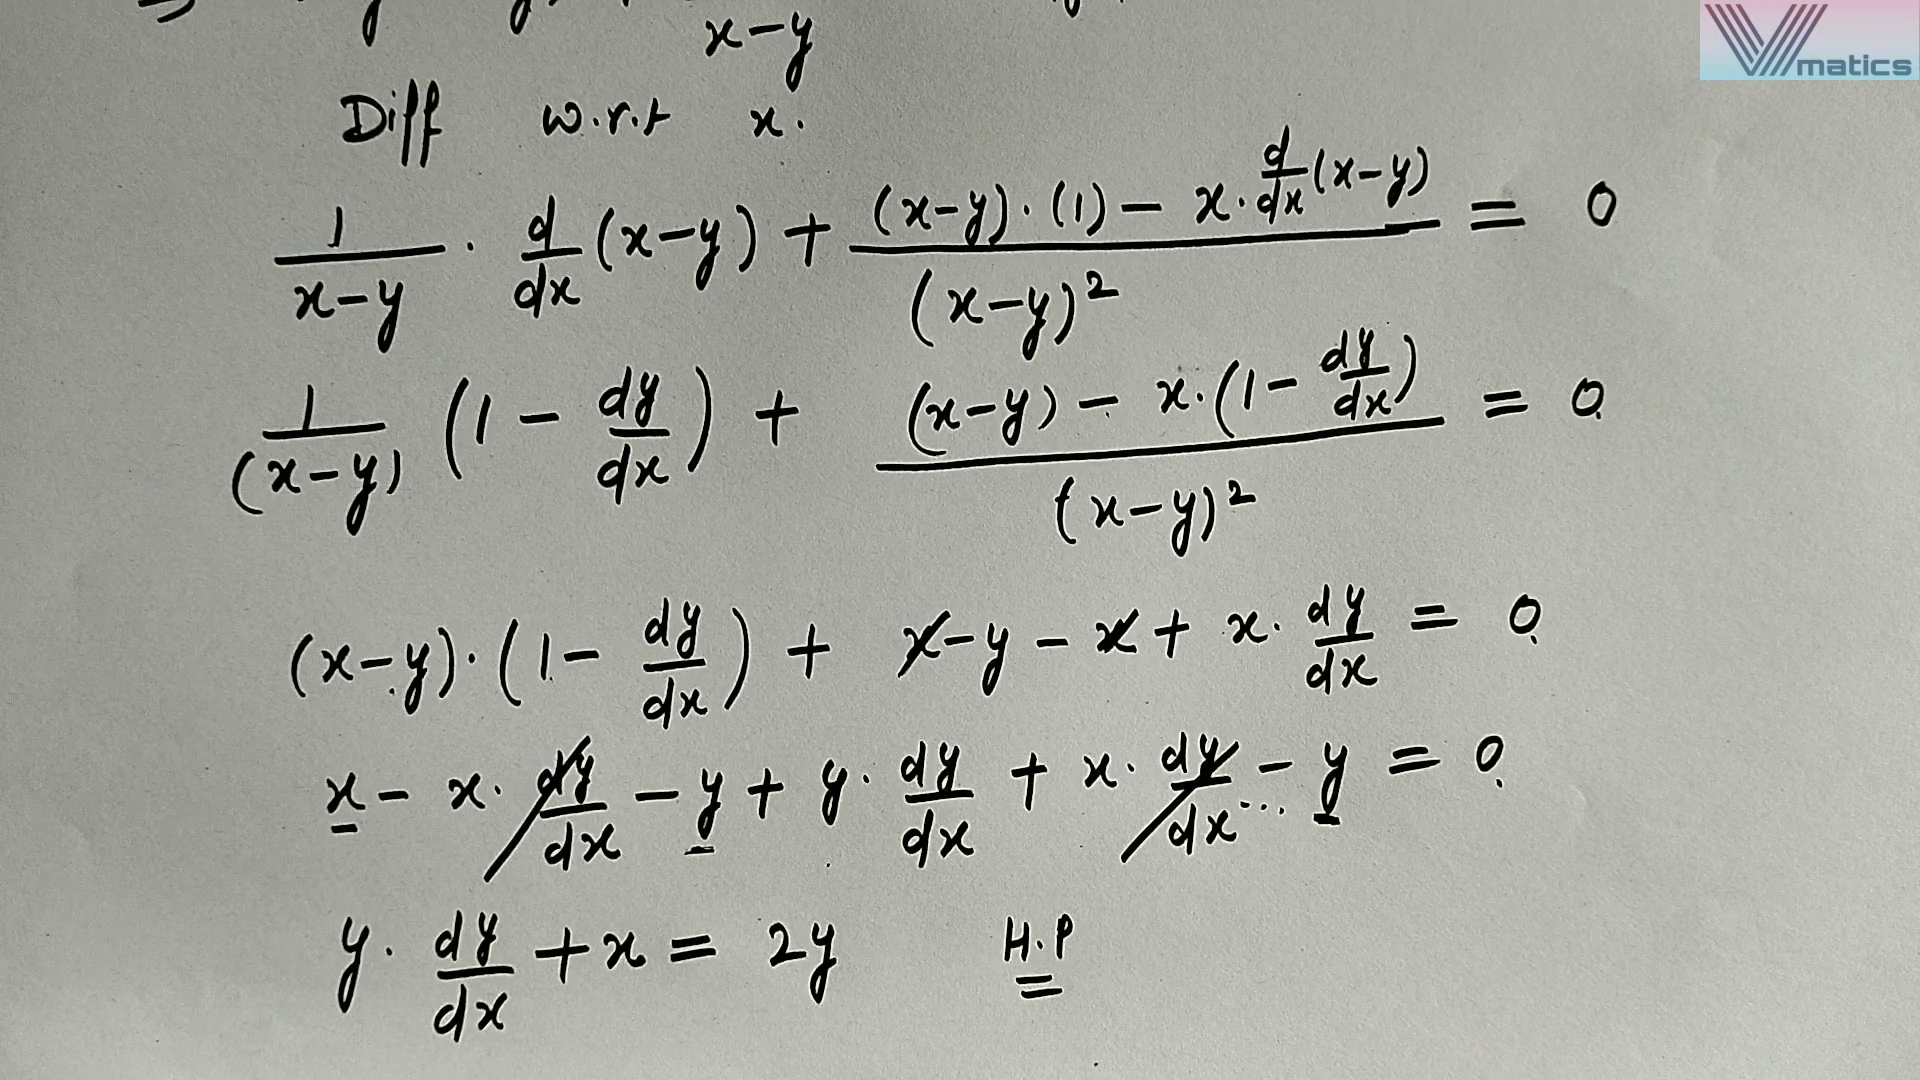 x-y
Vmatics
Diff w.r.t x.
1/(x-y) · d/dx (x-y) + ((x-y)·(1) - x· d/dx (x-y))/(x-y)² = 0
1/(x-y) (1 - dy/dx) + ((x-y) - x·(1 - dy/dx))/(x-y)² = 0
(x-y)·(1 - dy/dx) + x-y - x + x· dy/dx = 0
x - x· dy/dx - y + y· dy/dx + x· dy/dx - y = 0
y· dy/dx + x = 2y H.P